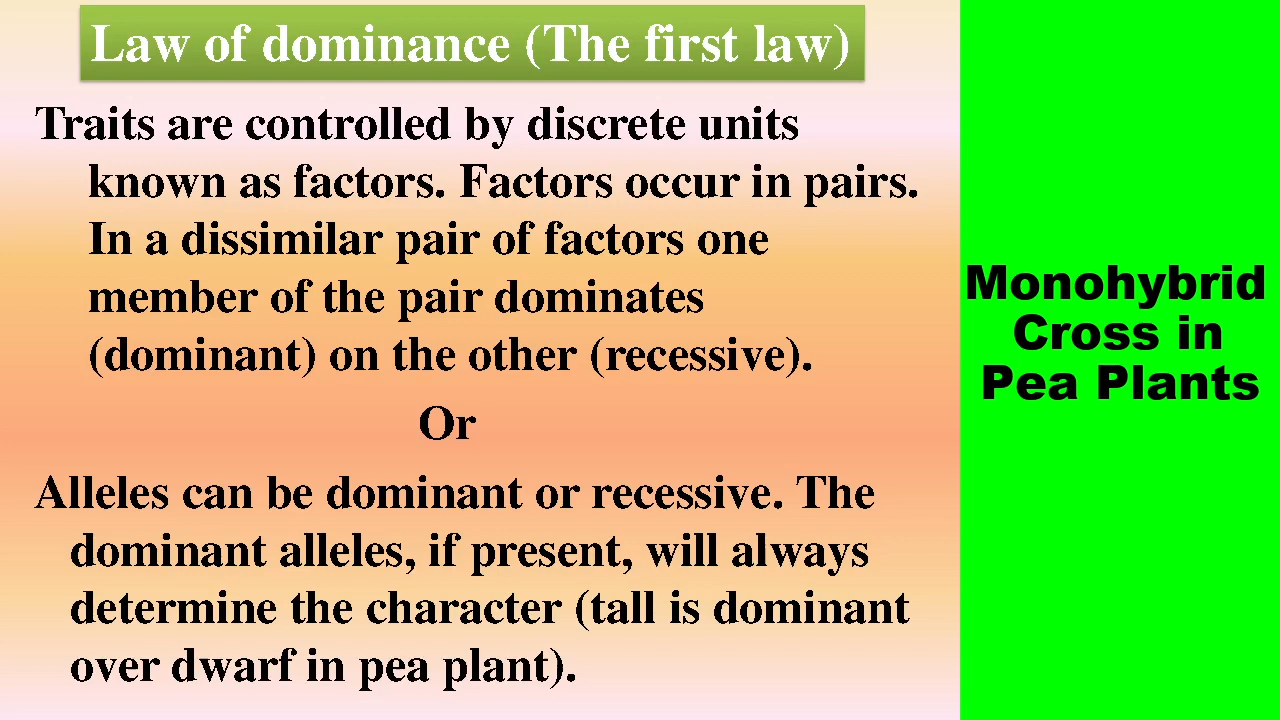 Law of dominance (The first law)
Traits are controlled by discrete units
known as factors. Factors occur in pairs.
In a dissimilar pair of factors one
member of the pair dominates
(dominant) on the other (recessive).
Or
Alleles can be dominant or recessive. The
dominant alleles, if present, will always
determine the character (tall is dominant
over dwarf in pea plant).
Monohybrid
Cross in
Pea Plants